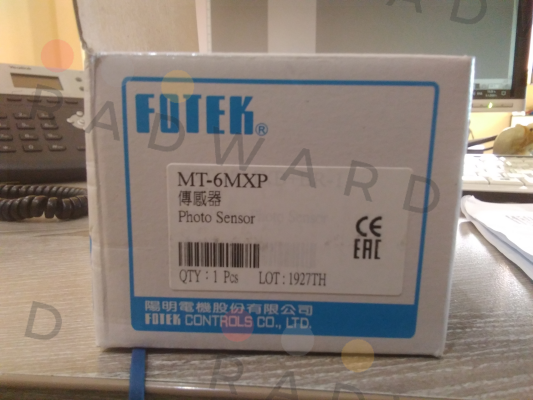 FOTEK®
MT-6MXP
傳感器
Photo Sensor
CE
EAC
QTY：1 Pcs LOT：1927TH
陽明電機股份有限公司
FOTEK CONTROLS CO., LTD.